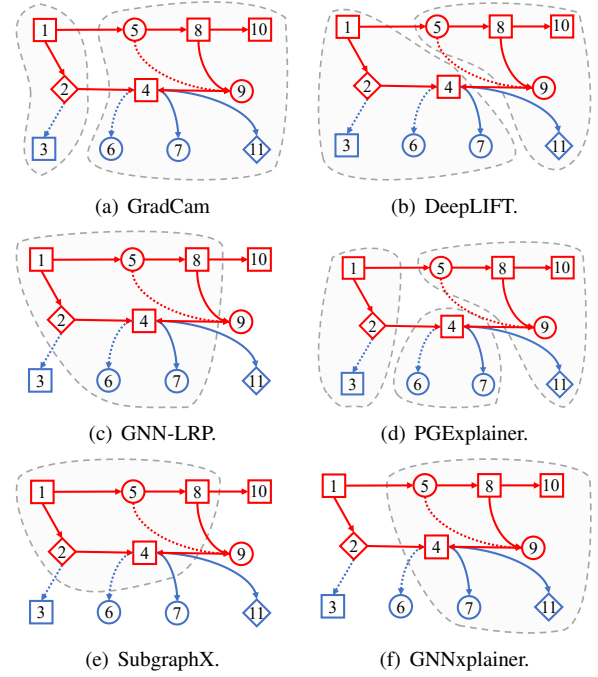 1 5 8 10
2 4 9
3 6 7 11
(a) GradCam
1 5 8 10
2 4 9
3 6 7 11
(b) DeepLIFT.
1 5 8 10
2 4 9
3 6 7 11
(c) GNN-LRP.
1 5 8 10
2 4 9
3 6 7 11
(d) PGExplainer.
1 5 8 10
2 4 9
3 6 7 11
(e) SubgraphX.
1 5 8 10
2 4 9
3 6 7 11
(f) GNNxplainer.